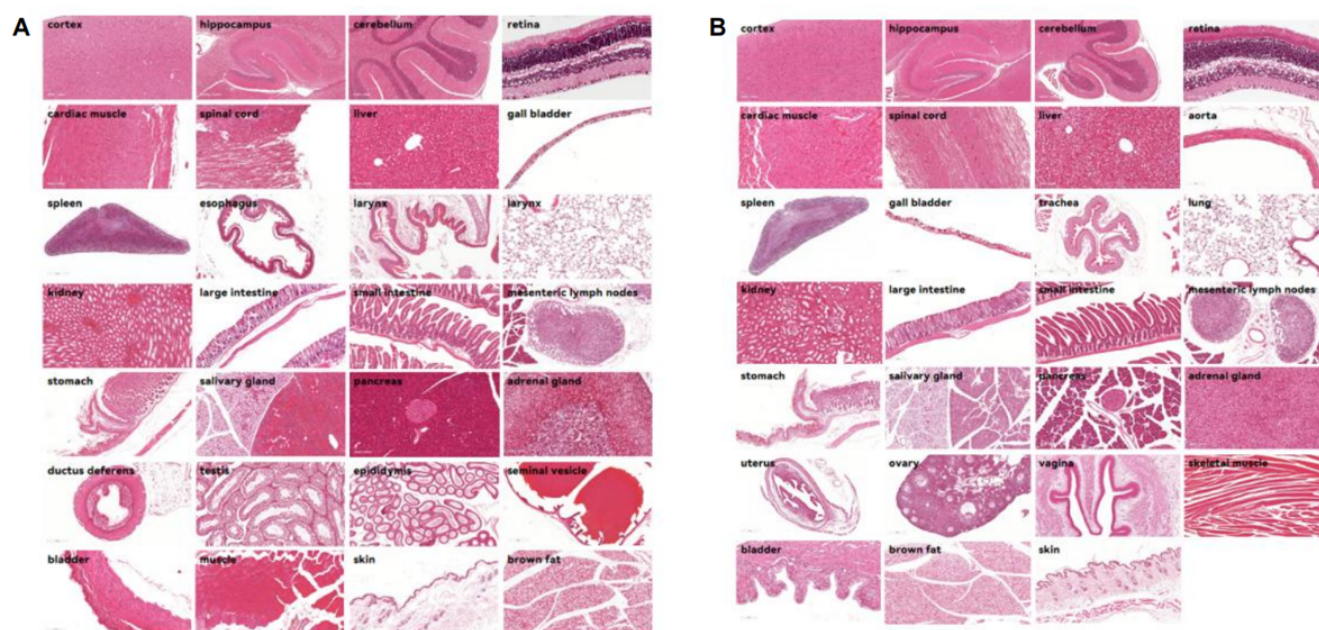 A
cortex hippocampus cerebellum retina
cardiac muscle spinal cord liver gall bladder
spleen esophagus larynx larynx
kidney large intestine small intestine mesenteric lymph nodes
stomach salivary gland pancreas adrenal gland
ductus deferens testis epididymis seminal vesicle
bladder muscle skin brown fat
B
cortex hippocampus cerebellum retina
cardiac muscle spinal cord liver aorta
spleen gall bladder trachea lung
kidney large intestine small intestine mesenteric lymph nodes
stomach salivary gland pancreas adrenal gland
uterus ovary vagina skeletal muscle
bladder brown fat skin